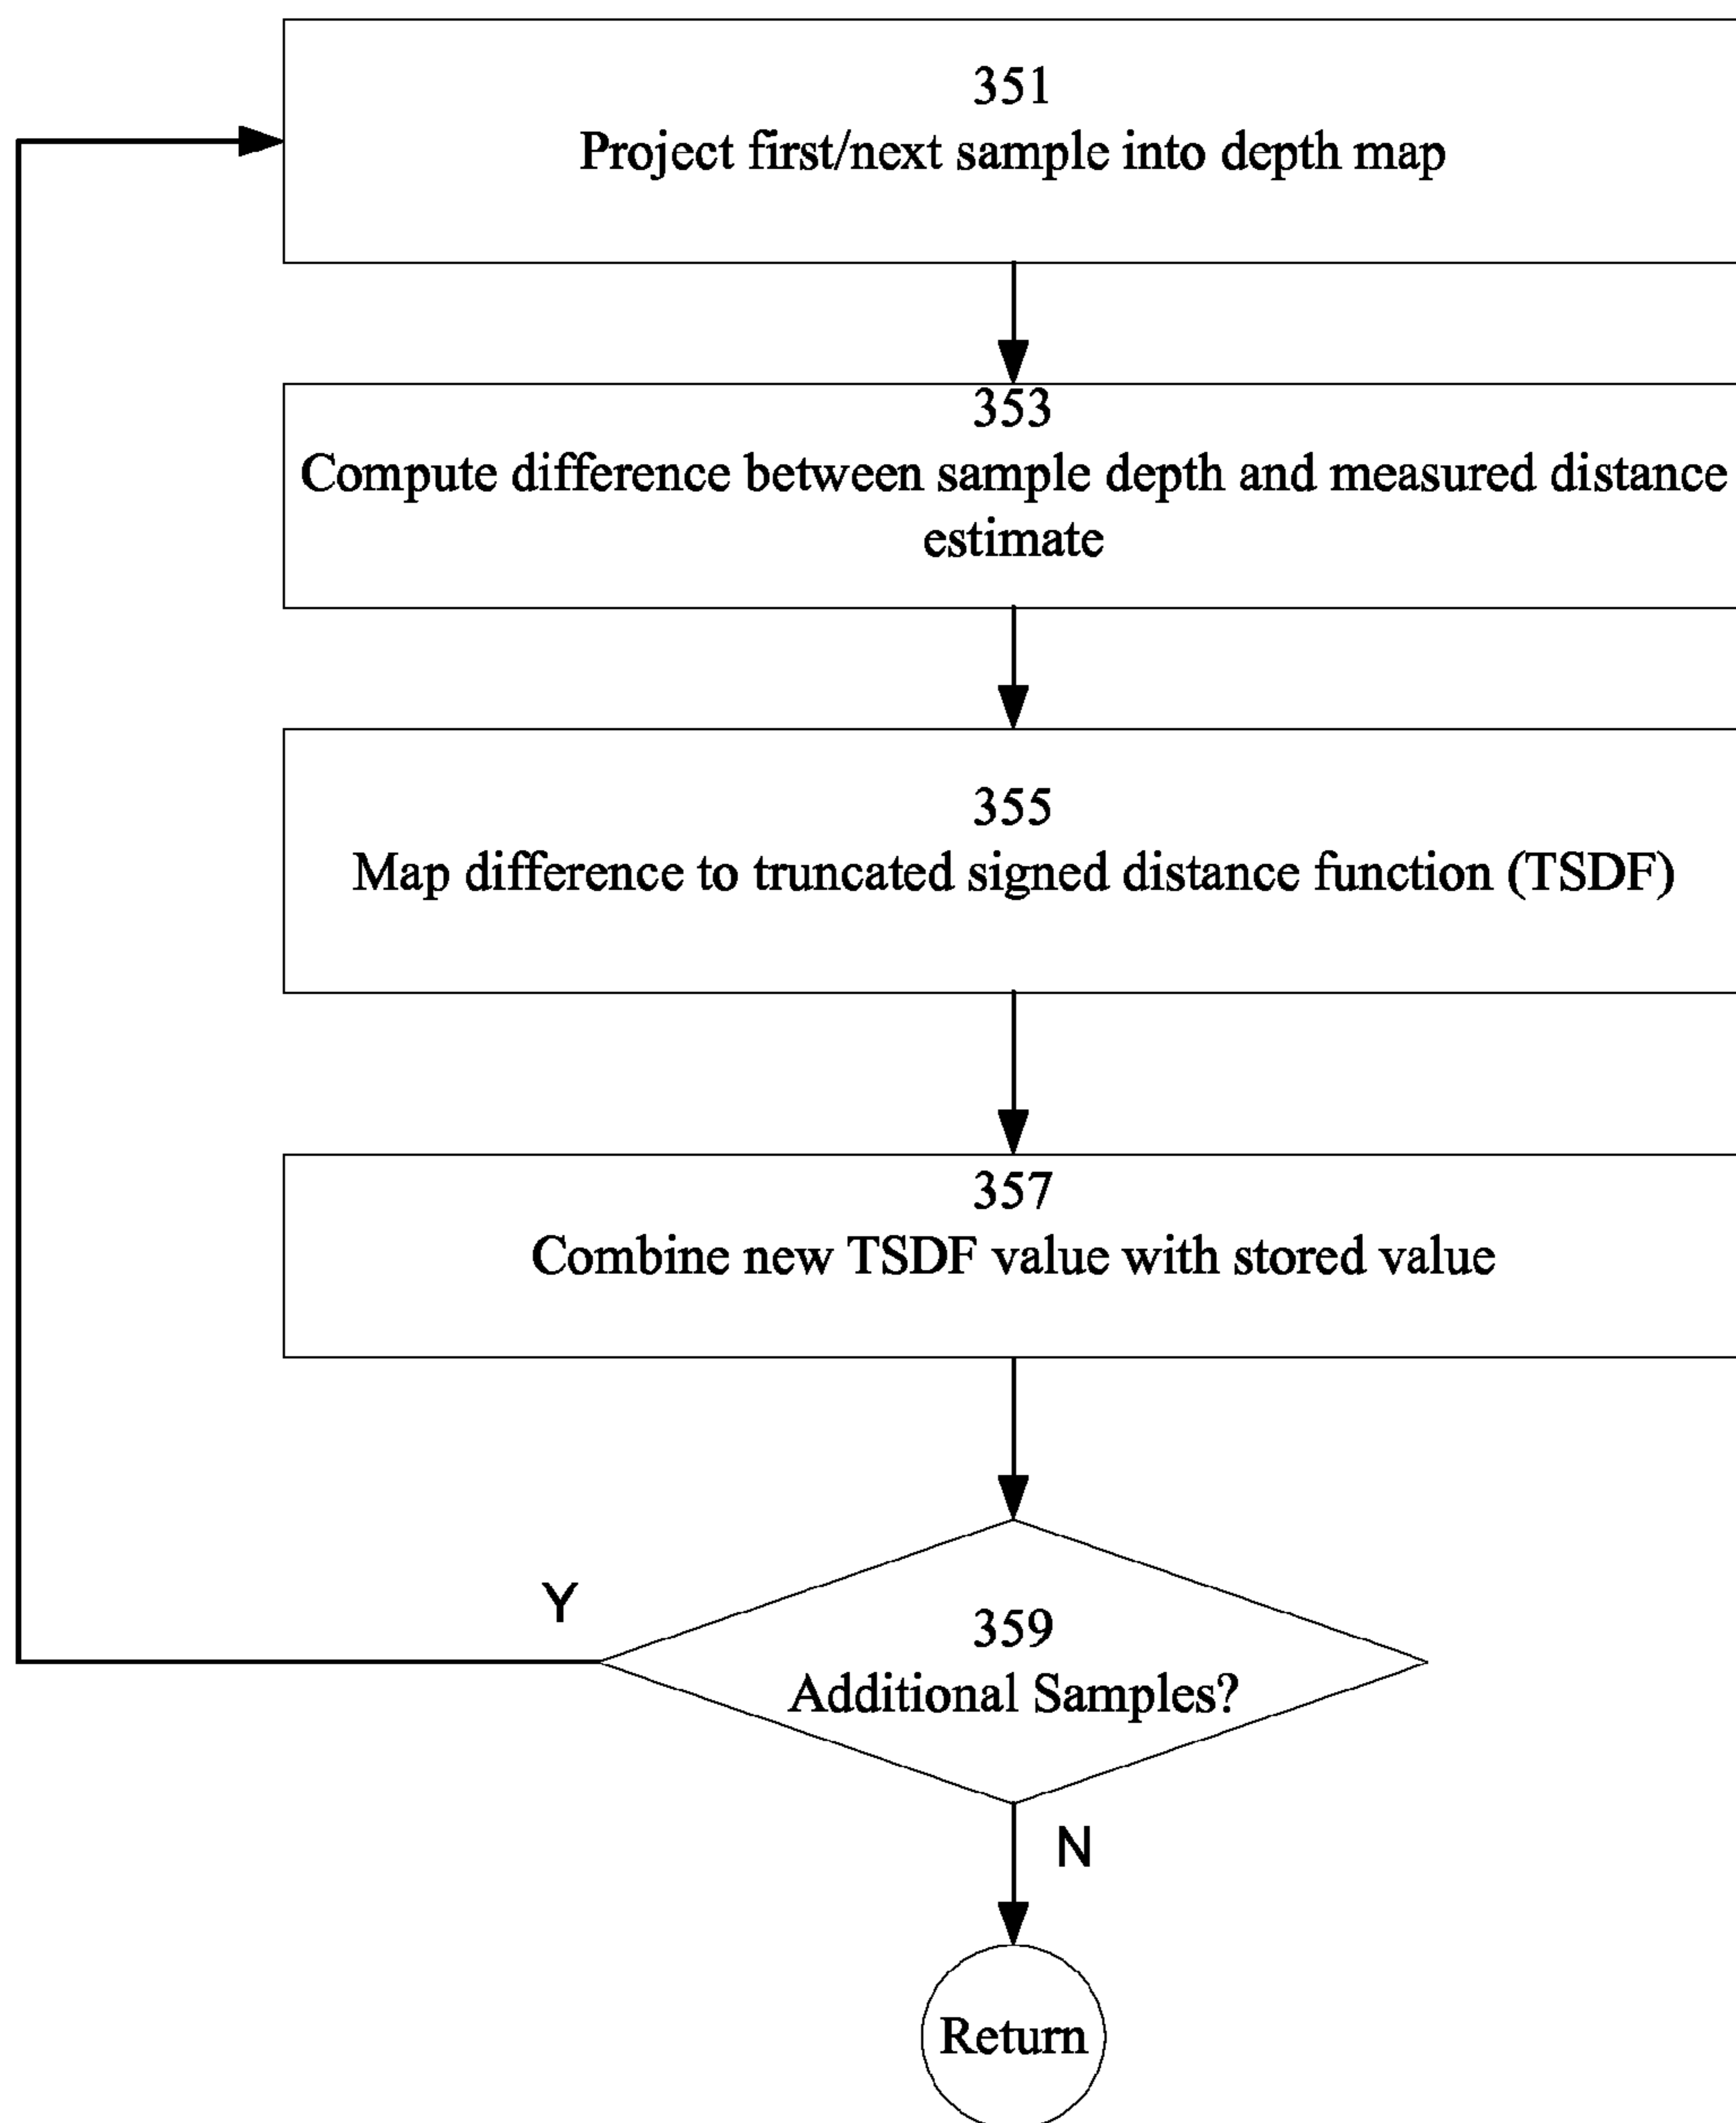 351
Project first/next sample into depth map
353
Compute difference between sample depth and measured distance
estimate
355
Map difference to truncated signed distance function (TSDF)
357
Combine new TSDF value with stored value
Y
359
Additional Samples?
N
Return